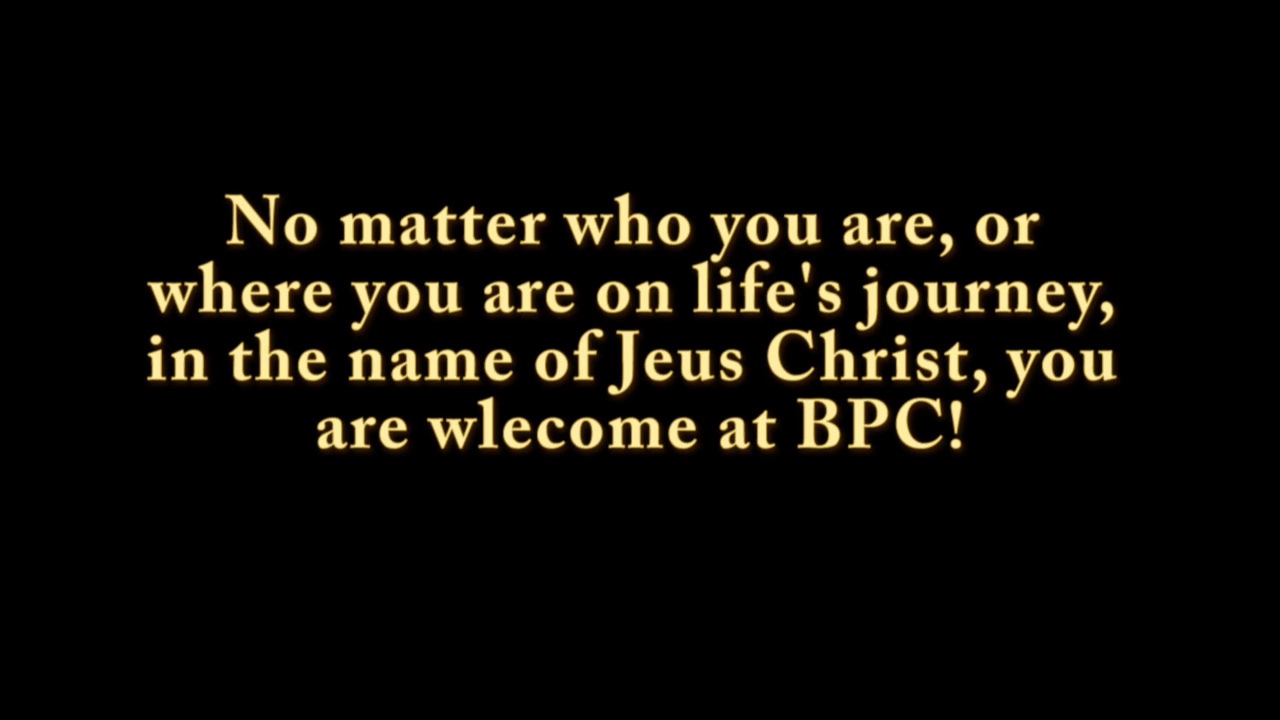 No matter who you are, or
where you are on life's journey,
in the name of Jeus Christ, you
are wlecome at BPC!